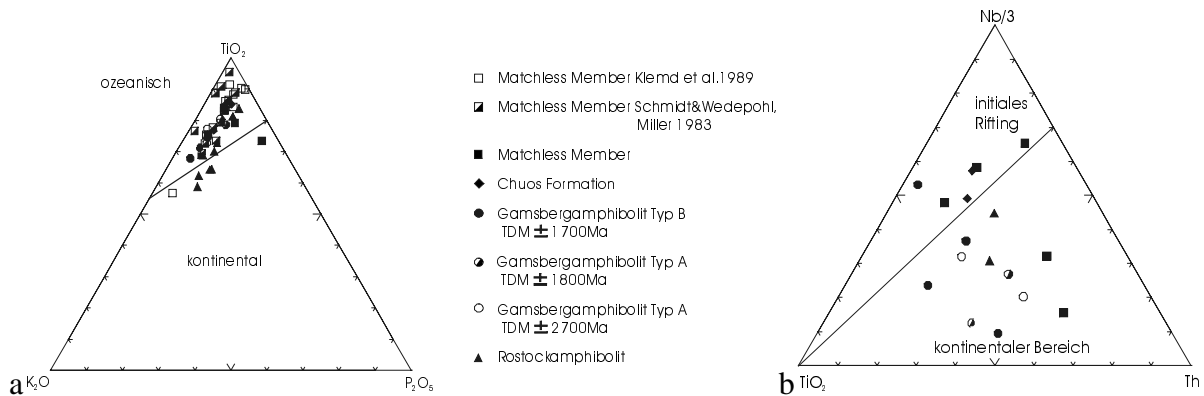 TiO₂
ozeanisch
kontinental
a
K₂O
P₂O₅
Matchless Member Klemd et al.1989
Matchless Member Schmidt&Wedepohl,
Miller 1983
Matchless Member
Chuos Formation
Gamsbergamphibolit Typ B
TDM ±1700Ma
Gamsbergamphibolit Typ A
TDM ±1800Ma
Gamsbergamphibolit Typ A
TDM ±2700Ma
Rostockamphibolit
Nb/3
initiales
Rifting
kontinentaler Bereich
b
TiO₂
Th